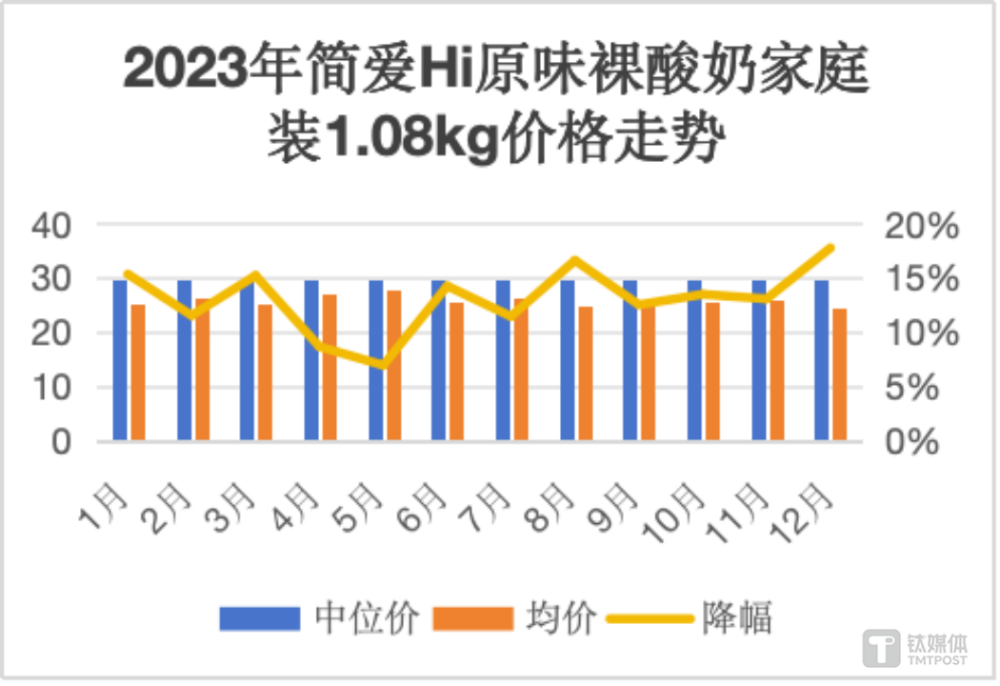 2023年简爱Hi原味裸酸奶家庭
装1.08kg价格走势
40
30
20
10
0
20%
15%
10%
5%
0%
1月
2月
3月
4月
5月
6月
7月
8月
9月
10月
11月
12月
中位价
均价
降幅
钛媒体
TMTPOST